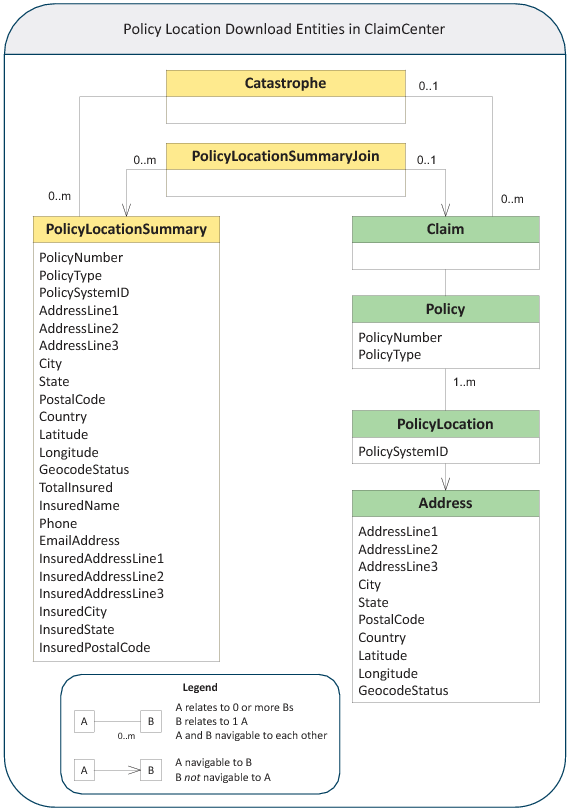 Policy Location Download Entities in ClaimCenter
Catastrophe
0..1
PolicyLocationSummaryJoin
0..m
0..1
0..m
0..m
PolicyLocationSummary
PolicyNumber
PolicyType
PolicySystemID
AddressLine1
AddressLine2
AddressLine3
City
State
PostalCode
Country
Latitude
Longitude
GeocodeStatus
TotalInsured
InsuredName
Phone
EmailAddress
InsuredAddressLine1
InsuredAddressLine2
InsuredAddressLine3
InsuredCity
InsuredState
InsuredPostalCode
Claim
Policy
PolicyNumber
PolicyType
1..m
PolicyLocation
PolicySystemID
Address
AddressLine1
AddressLine2
AddressLine3
City
State
PostalCode
Country
Latitude
Longitude
GeocodeStatus
Legend
A
B
0..m
A relates to 0 or more Bs
B relates to 1 A
A and B navigable to each other
A
B
A navigable to B
B not navigable to A